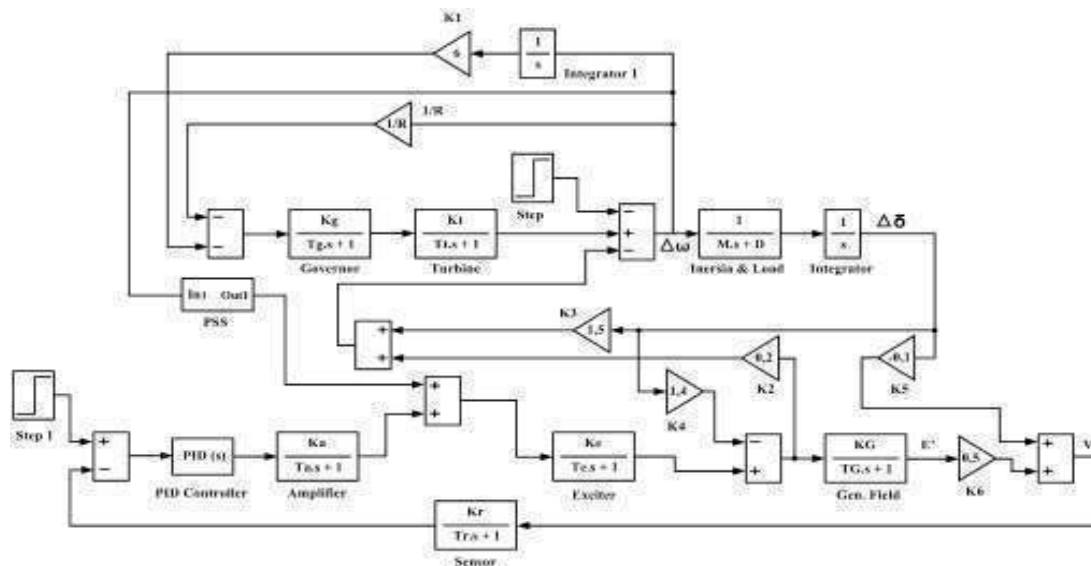 K1
6
1
s
Integrator 1
1/R
1/R
Step
Kg
Tg.s + 1
Governor
Kt
Tt.s + 1
Turbine
Δω
1
M.s + D
Inersia & Load
1
s
Integrator
Δδ
In1 Out1
PSS
K3
1,5
0,2
K2
-0,1
K5
1,4
K4
Step 1
PID (s)
PID Controller
Ka
Ta.s + 1
Amplifier
Ke
Te.s + 1
Exciter
KG
TG.s + 1
Gen. Field
E'
0,5
K6
V
Kr
Tr.s + 1
Sensor